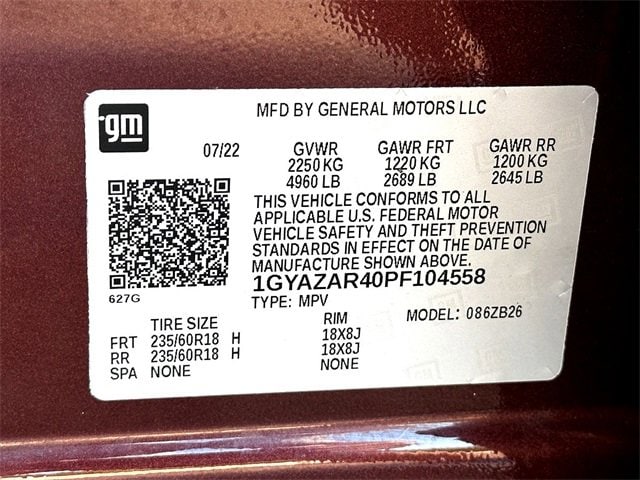 gm
MFD BY GENERAL MOTORS LLC
07/22 GVWR GAWR FRT GAWR RR
2250 KG 1220 KG 1200 KG
4960 LB 2689 LB 2645 LB
THIS VEHICLE CONFORMS TO ALL
APPLICABLE U.S. FEDERAL MOTOR
VEHICLE SAFETY AND THEFT PREVENTION
STANDARDS IN EFFECT ON THE DATE OF
MANUFACTURE SHOWN ABOVE.
1GYAZAR40PF104558
627G
TYPE: MPV
TIRE SIZE RIM MODEL: 086ZB26
FRT 235/60R18 H 18X8J
RR 235/60R18 H 18X8J
SPA NONE NONE